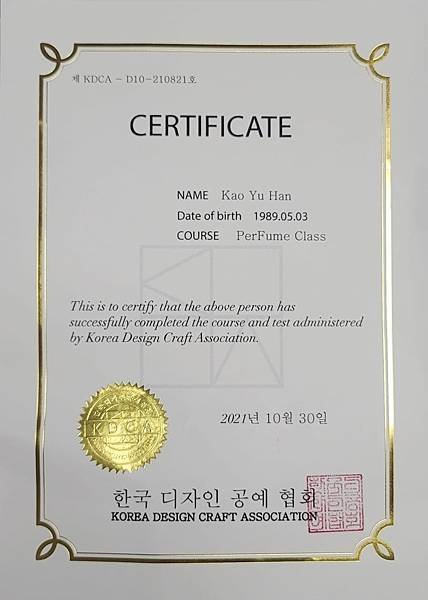 제 KDCA - D10-210821호
CERTIFICATE
NAME Kao Yu Han
Date of birth 1989.05.03
COURSE PerFume Class
This is to certify that the above person has
successfully completed the course and test administered
by Korea Design Craft Association.
2021년 10월 30일
KDCA
한국 디자인 공예 협회
KOREA DESIGN CRAFT ASSOCIATION